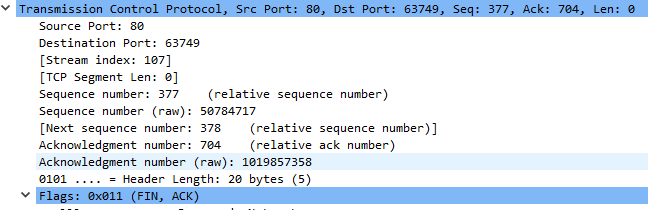 Transmission Control Protocol, Src Port: 80, Dst Port: 63749, Seq: 377, Ack: 704, Len: 0
Source Port: 80
Destination Port: 63749
[Stream index: 107]
[TCP Segment Len: 0]
Sequence number: 377    (relative sequence number)
Sequence number (raw): 50784717
[Next sequence number: 378    (relative sequence number)]
Acknowledgment number: 704    (relative ack number)
Acknowledgment number (raw): 1019857358
0101 .... = Header Length: 20 bytes (5)
Flags: 0x011 (FIN, ACK)